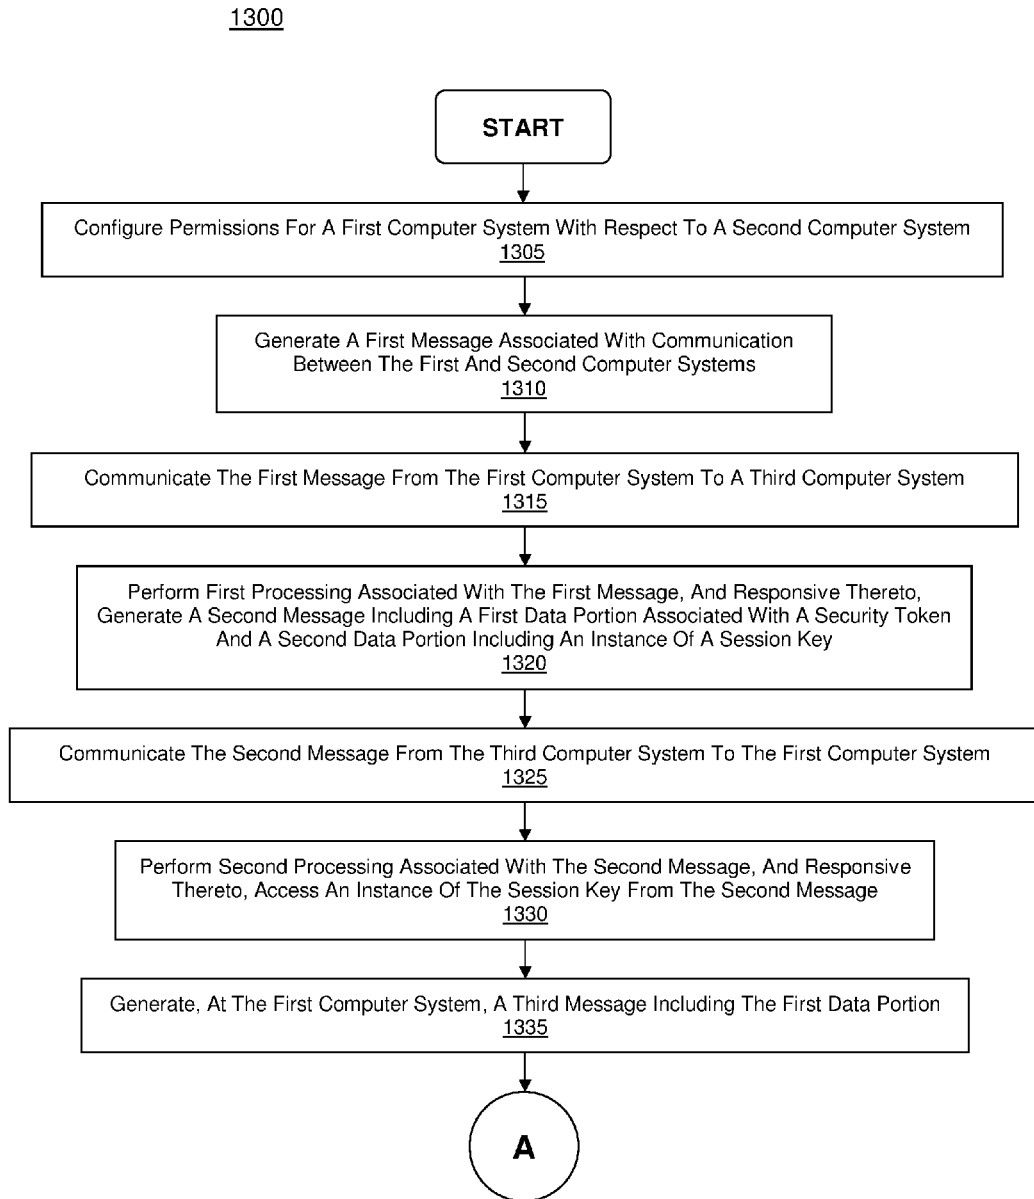 1300
START
Configure Permissions For A First Computer System With Respect To A Second Computer System
1305
Generate A First Message Associated With Communication
Between The First And Second Computer Systems
1310
Communicate The First Message From The First Computer System To A Third Computer System
1315
Perform First Processing Associated With The First Message, And Responsive Thereto,
Generate A Second Message Including A First Data Portion Associated With A Security Token
And A Second Data Portion Including An Instance Of A Session Key
1320
Communicate The Second Message From The Third Computer System To The First Computer System
1325
Perform Second Processing Associated With The Second Message, And Responsive
Thereto, Access An Instance Of The Session Key From The Second Message
1330
Generate, At The First Computer System, A Third Message Including The First Data Portion
1335
A